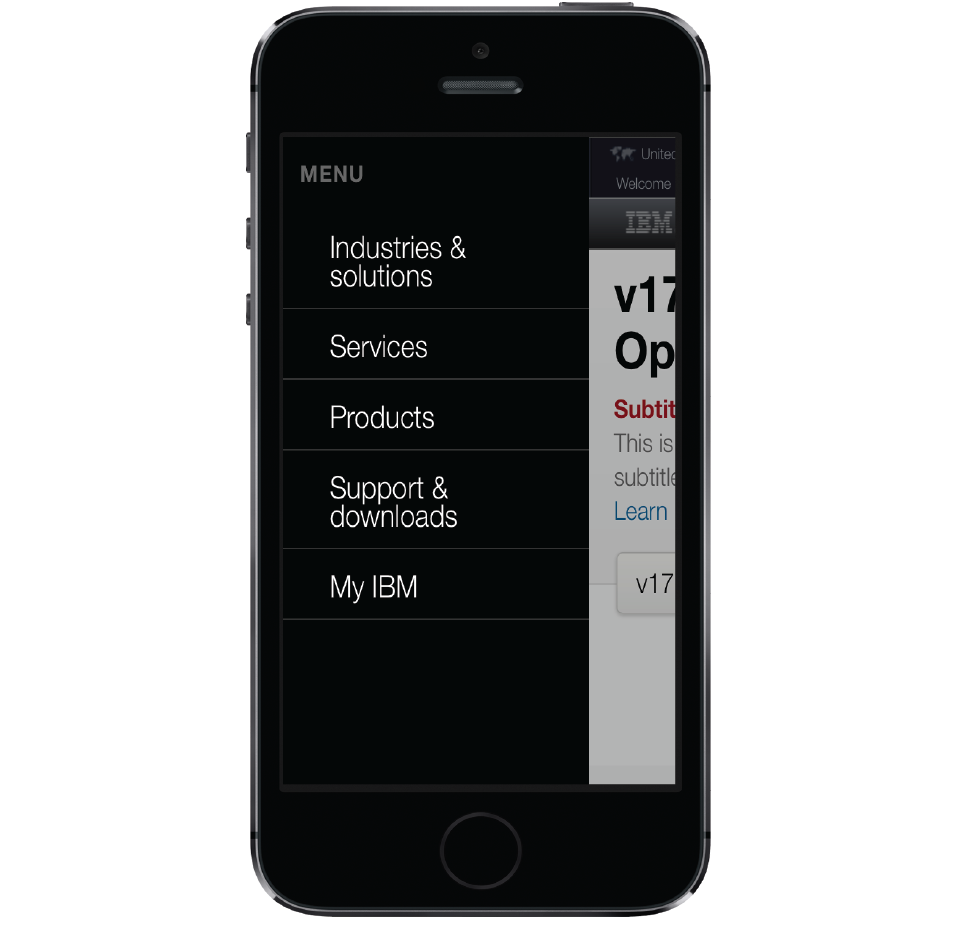 MENU
Industries &
solutions
Services
Products
Support &
downloads
My IBM
United
Welcome
IBM
v17
Op
Subtit
This is
subtitle
Learn
v17